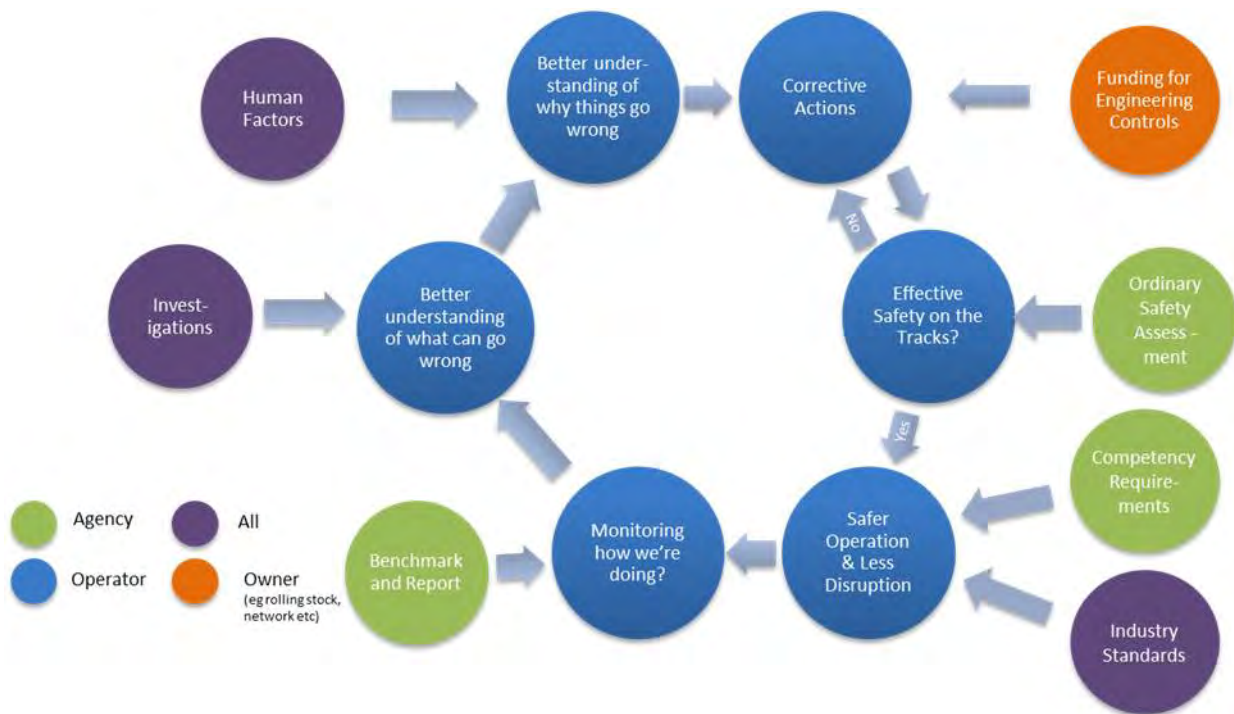 Human
Factors
Better under-
standing of
why things go
wrong
Corrective
Actions
Funding for
Engineering
Controls
No
Invest-
igations
Better
understanding
of what can go
wrong
Effective
Safety on the
Tracks?
Ordinary
Safety
Assess -
ment
Yes
Competency
Require-
ments
Agency
All
Operator
Owner
(eg rolling stock,
network etc)
Benchmark
and Report
Monitoring
how we're
doing?
Safer
Operation
& Less
Disruption
Industry
Standards